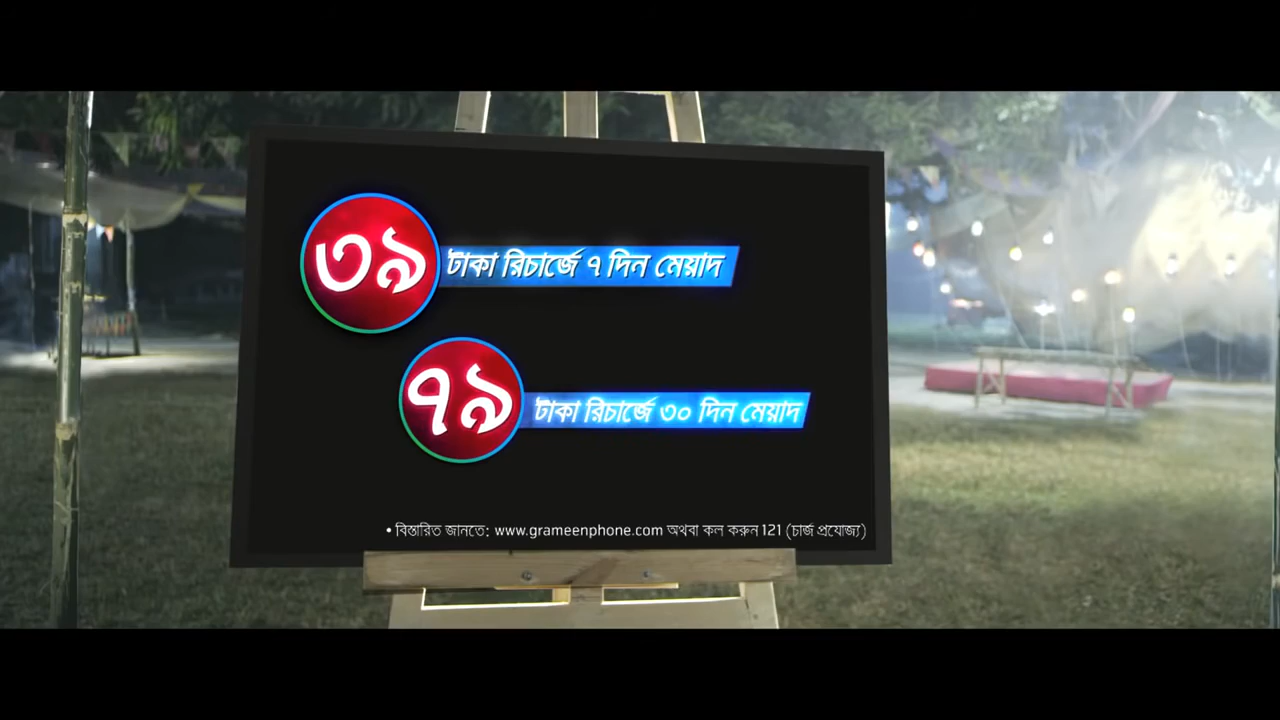 ৩৯ টাকা রিচার্জে ৭ দিন মেয়াদ
৭৯ টাকা রিচার্জে ৩০ দিন মেয়াদ
• বিস্তারিত জানতে: www.grameenphone.com অথবা কল করুন 121 (চার্জ প্রযোজ্য)